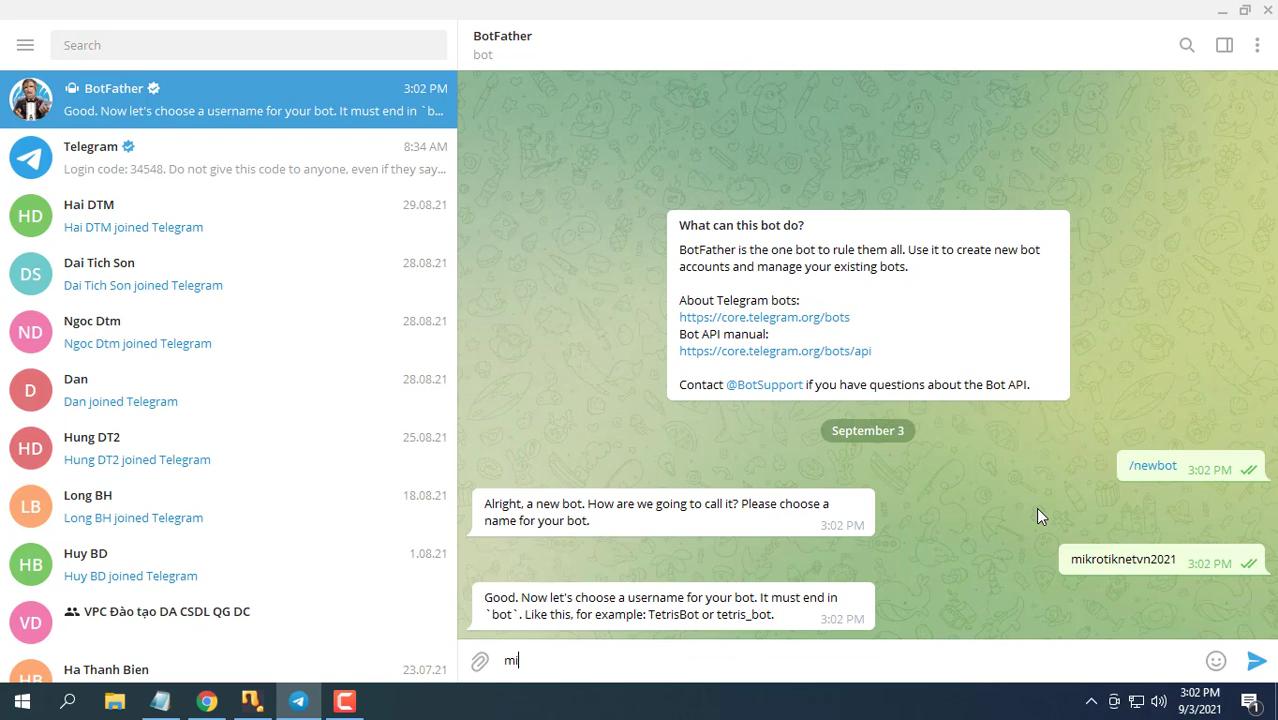 Search
BotFather
bot
BotFather 3:02 PM
Good. Now let's choose a username for your bot. It must end in `b...
Telegram 8:34 AM
Login code: 34548. Do not give this code to anyone, even if they say...
HD
Hai DTM 29.08.21
Hai DTM joined Telegram
DS
Dai Tich Son 28.08.21
Dai Tich Son joined Telegram
ND
Ngoc Dtm 28.08.21
Ngoc Dtm joined Telegram
D
Dan 28.08.21
Dan joined Telegram
HD
Hung DT2 25.08.21
Hung DT2 joined Telegram
LB
Long BH 18.08.21
Long BH joined Telegram
HB
Huy BD 1.08.21
Huy BD joined Telegram
VD
VPC Đào tạo DA CSDL QG DC
HB
Ha Thanh Bien 23.07.21
What can this bot do?
BotFather is the one bot to rule them all. Use it to create new bot
accounts and manage your existing bots.
About Telegram bots:
https://core.telegram.org/bots
Bot API manual:
https://core.telegram.org/bots/api
Contact @BotSupport if you have questions about the Bot API.
September 3
/newbot 3:02 PM
Alright, a new bot. How are we going to call it? Please choose a
name for your bot. 3:02 PM
mikrotiknetvn2021 3:02 PM
Good. Now let's choose a username for your bot. It must end in
`bot`. Like this, for example: TetrisBot or tetris_bot. 3:02 PM
mi
3:02 PM
9/3/2021
1